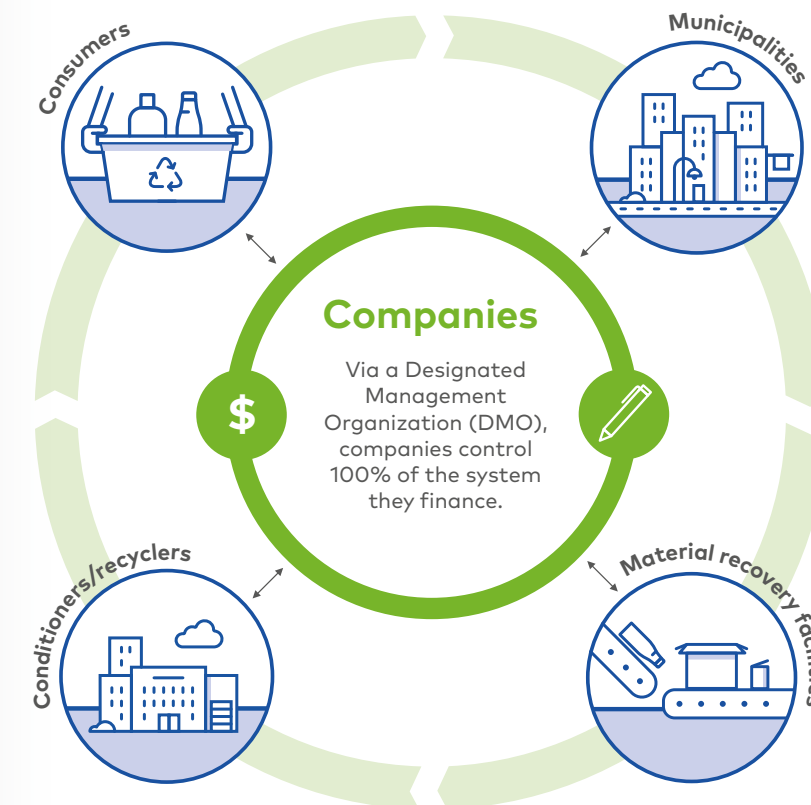 Consumers
Municipalities
Companies
Via a Designated
Management
Organization (DMO),
companies control
100% of the system
they finance.
$
Conditioners/recyclers
Material recovery